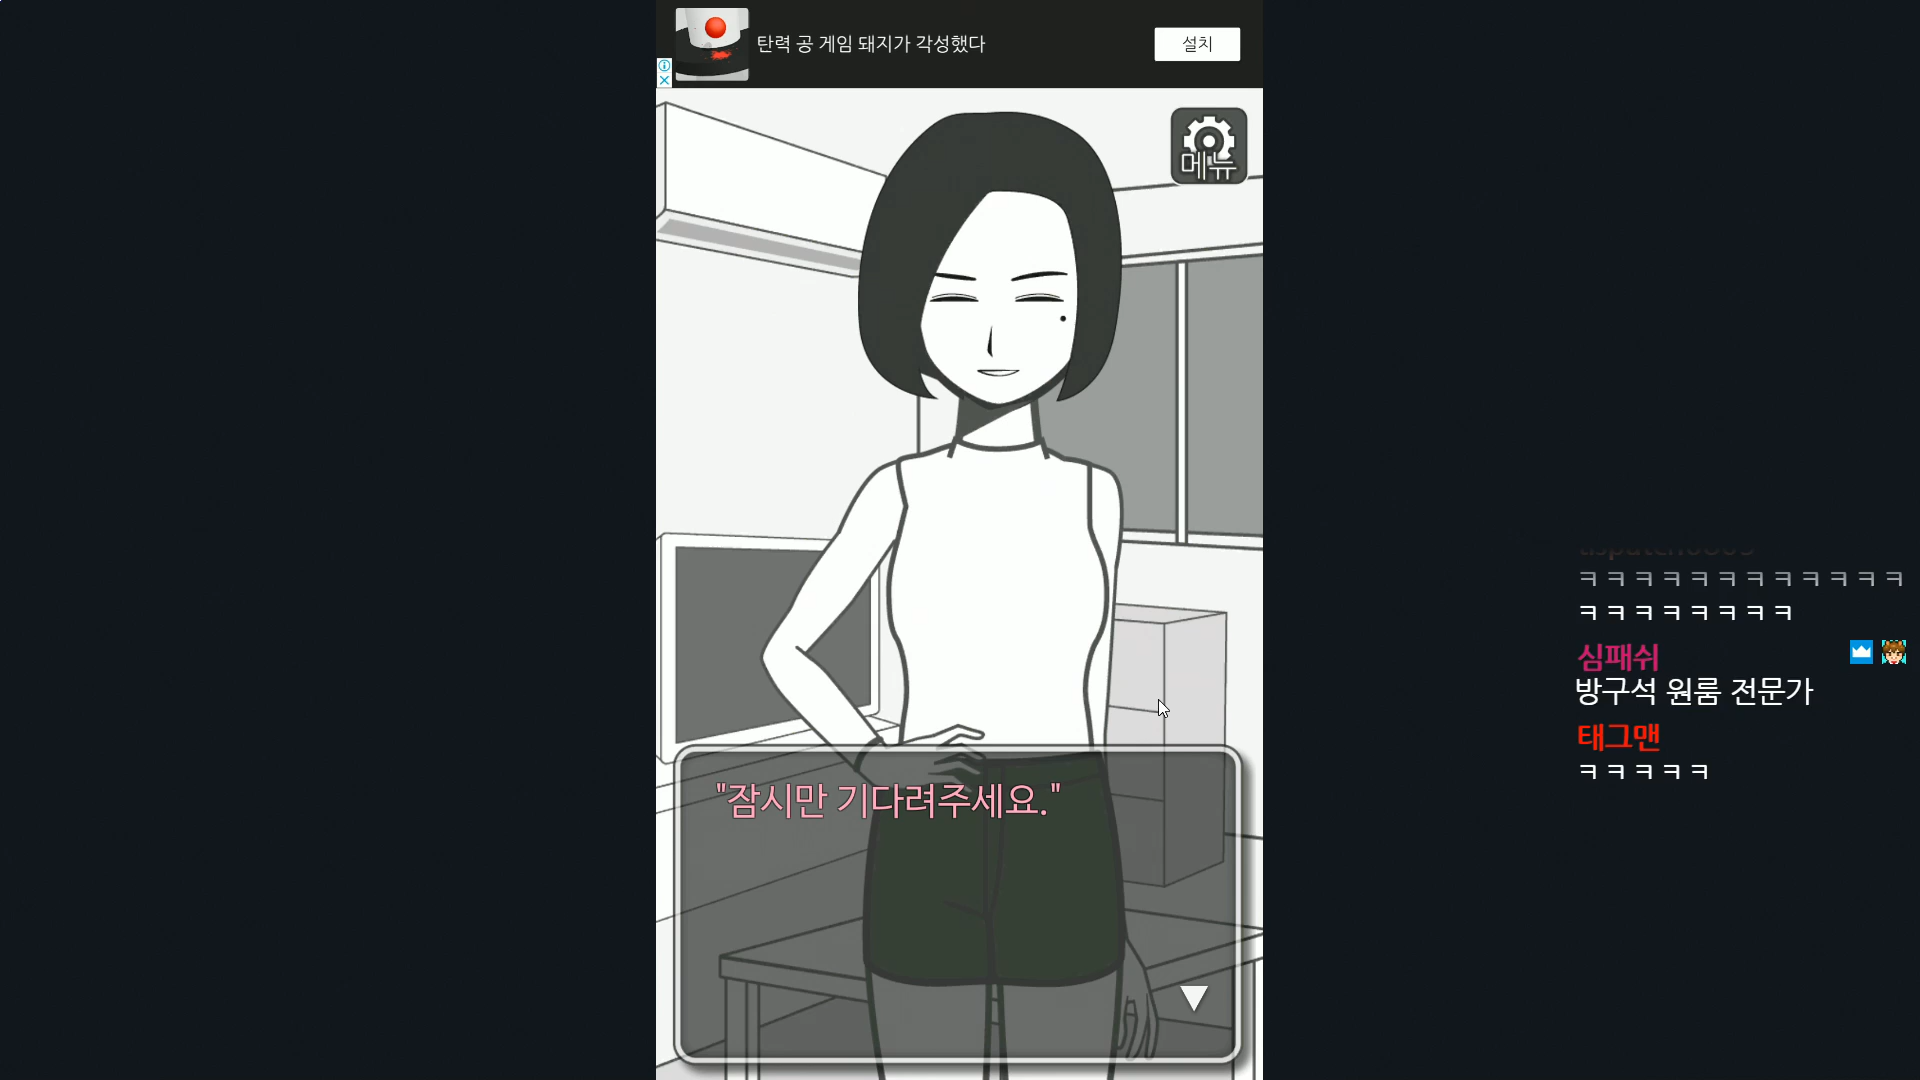 탄력 공 게임 돼지가 각성했다
설치
메뉴
"잠시만 기다려주세요."
ㅋㅋㅋㅋㅋㅋㅋㅋㅋㅋㅋㅋ
ㅋㅋㅋㅋㅋㅋㅋㅋ
심패쉬
방구석 원룸 전문가
태그맨
ㅋㅋㅋㅋㅋ